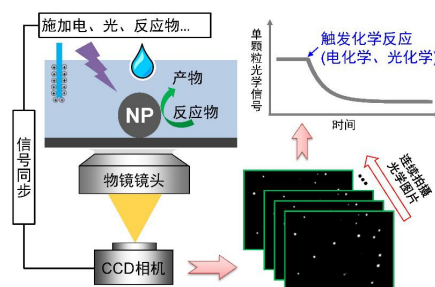 施加电、光、反应物...
产物
NP
反应物
信号同步
物镜镜头
CCD相机
单颗粒光学信号
触发化学反应
(电化学、光化学)
时间
连续拍摄
光学图片
...